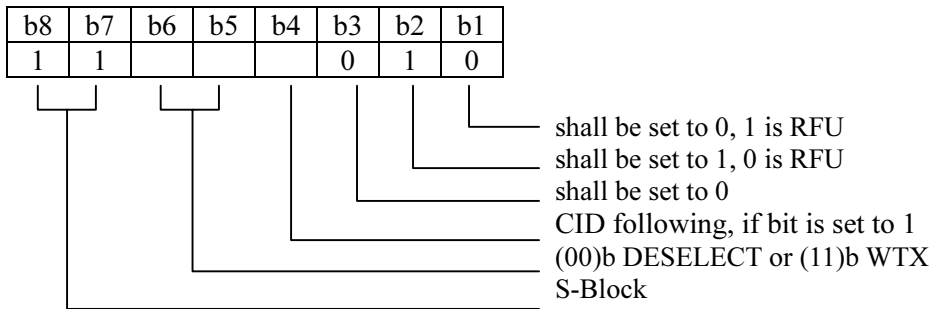 b8 b7 b6 b5 b4 b3 b2 b1
1 1 0 1 0
shall be set to 0, 1 is RFU
shall be set to 1, 0 is RFU
shall be set to 0
CID following, if bit is set to 1
(00)b DESELECT or (11)b WTX
S-Block